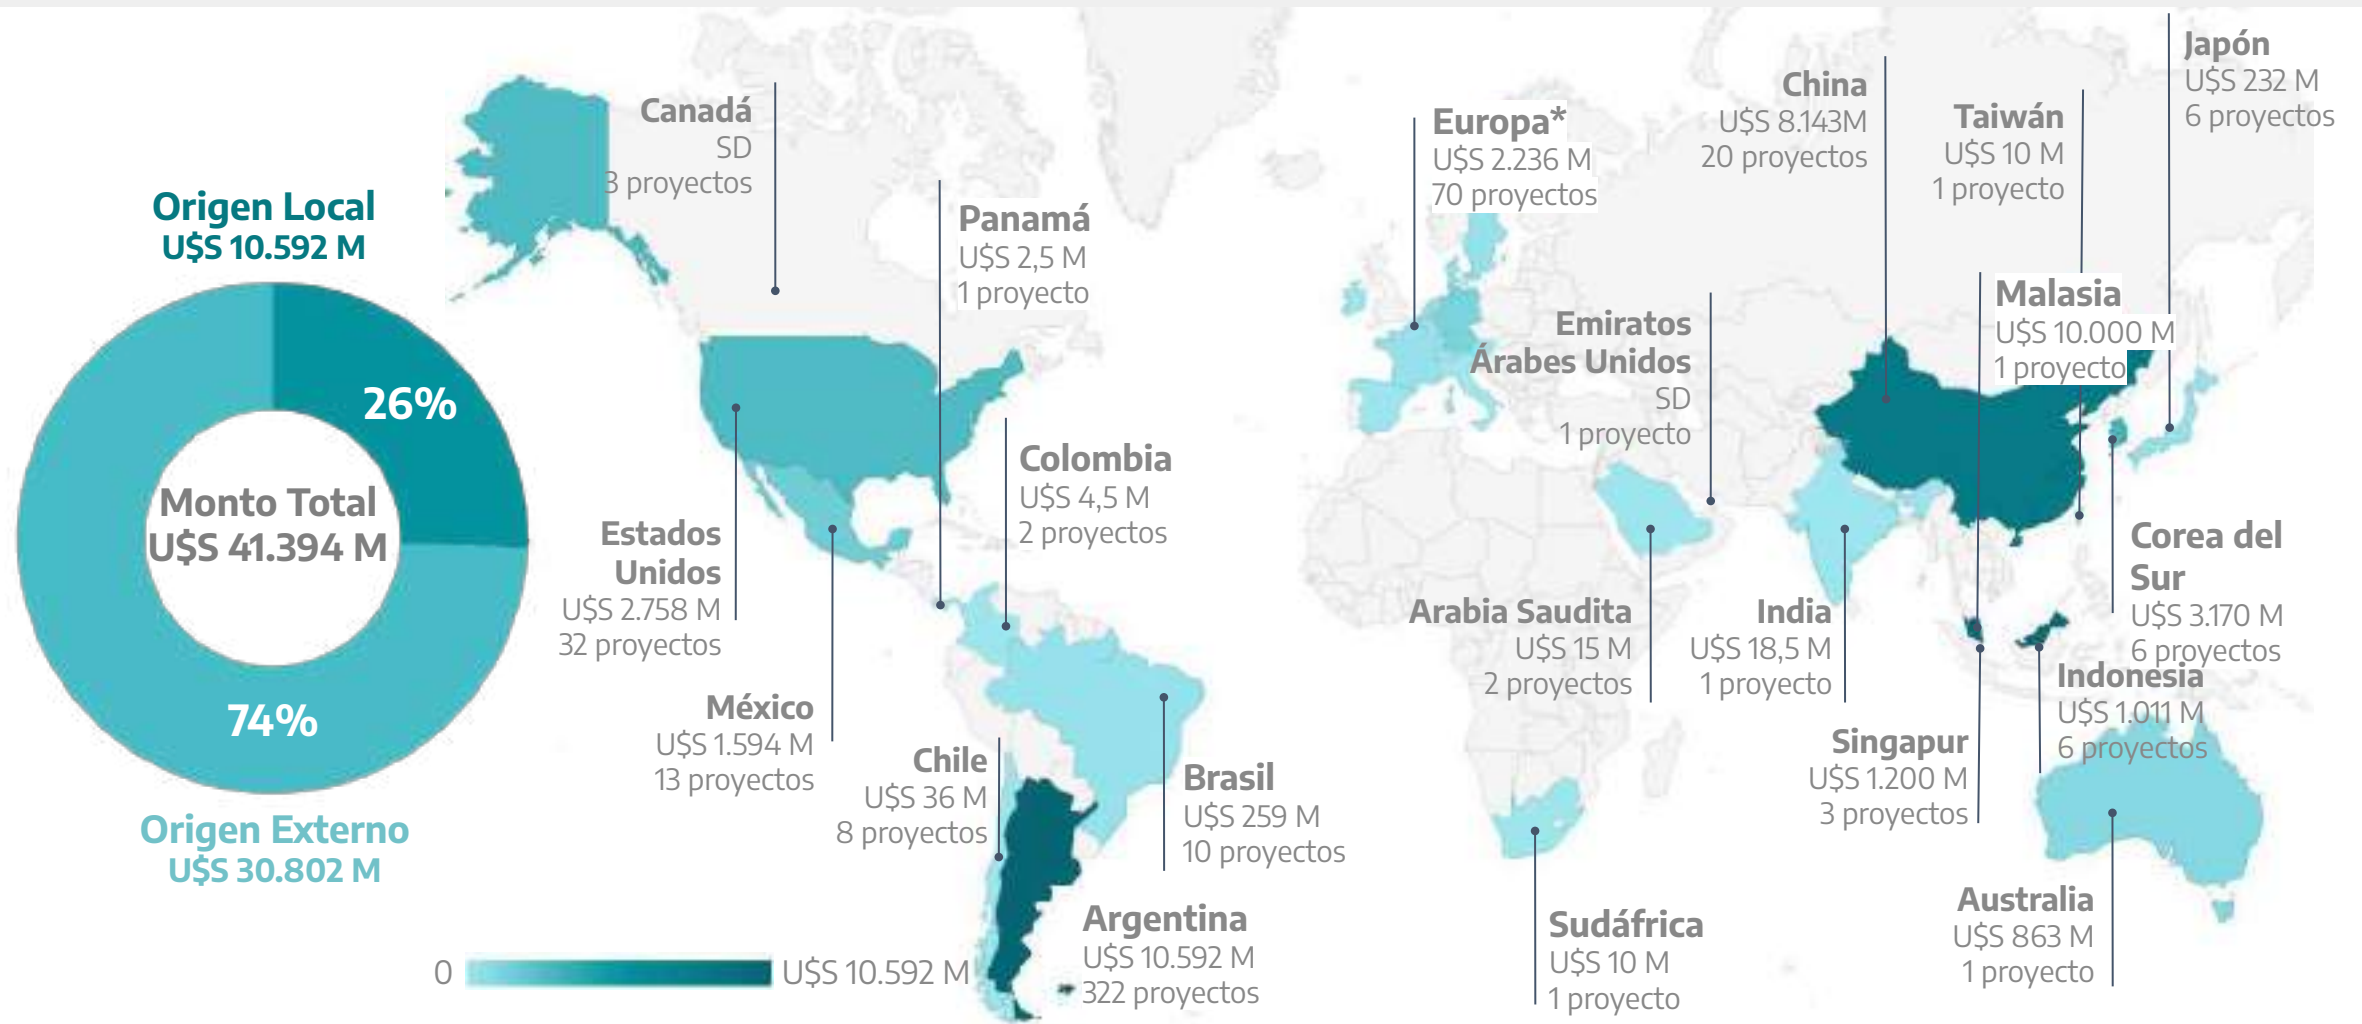 Origen Local
U$S 10.592 M
26%
Monto Total
U$S 41.394 M
74%
Origen Externo
U$S 30.802 M
Canadá
SD
3 proyectos
Panamá
U$S 2,5 M
1 proyecto
Estados
Unidos
U$S 2.758 M
32 proyectos
Colombia
U$S 4,5 M
2 proyectos
México
U$S 1.594 M
13 proyectos
Chile
U$S 36 M
8 proyectos
Brasil
U$S 259 M
10 proyectos
Argentina
U$S 10.592 M
322 proyectos
0
U$S 10.592 M
Europa*
U$S 2.236 M
70 proyectos
China
U$S 8.143M
20 proyectos
Taiwán
U$S 10 M
1 proyecto
Japón
U$S 232 M
6 proyectos
Emiratos
Árabes Unidos
SD
1 proyecto
Malasia
U$S 10.000 M
1 proyecto
Arabia Saudita
U$S 15 M
2 proyectos
India
U$S 18,5 M
1 proyecto
Corea del
Sur
U$S 3.170 M
6 proyectos
Indonesia
U$S 1.011 M
6 proyectos
Singapur
U$S 1.200 M
3 proyectos
Sudáfrica
U$S 10 M
1 proyecto
Australia
U$S 863 M
1 proyecto